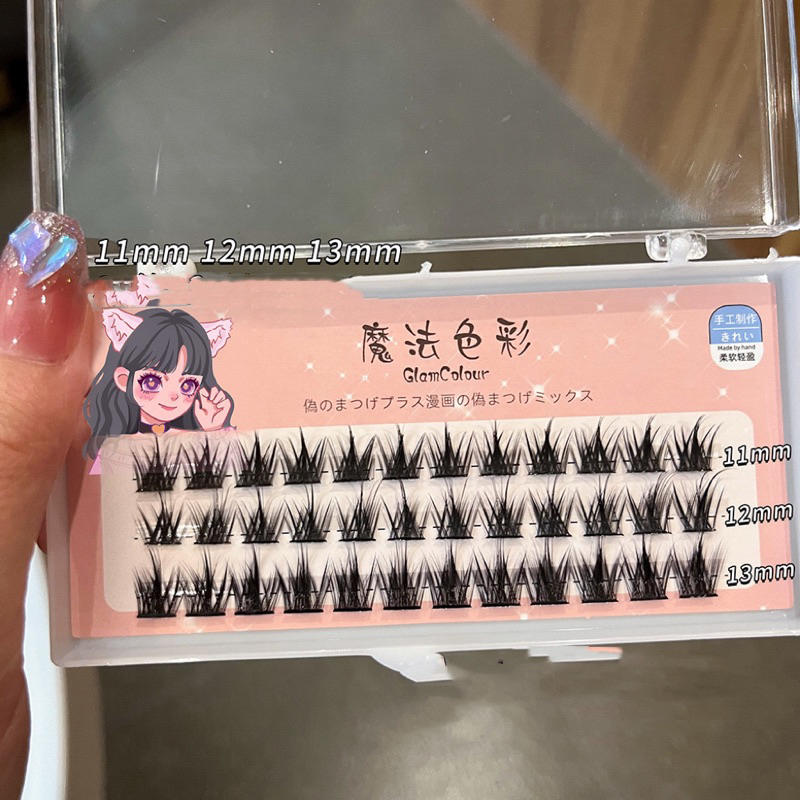 11mm 12mm 13mm
魔法色彩
GlamColour
偽のまつげプラス漫画の偽まつげミックス
手工制作
きれい
Made by hand
柔软轻盈
11mm
12mm
13mm